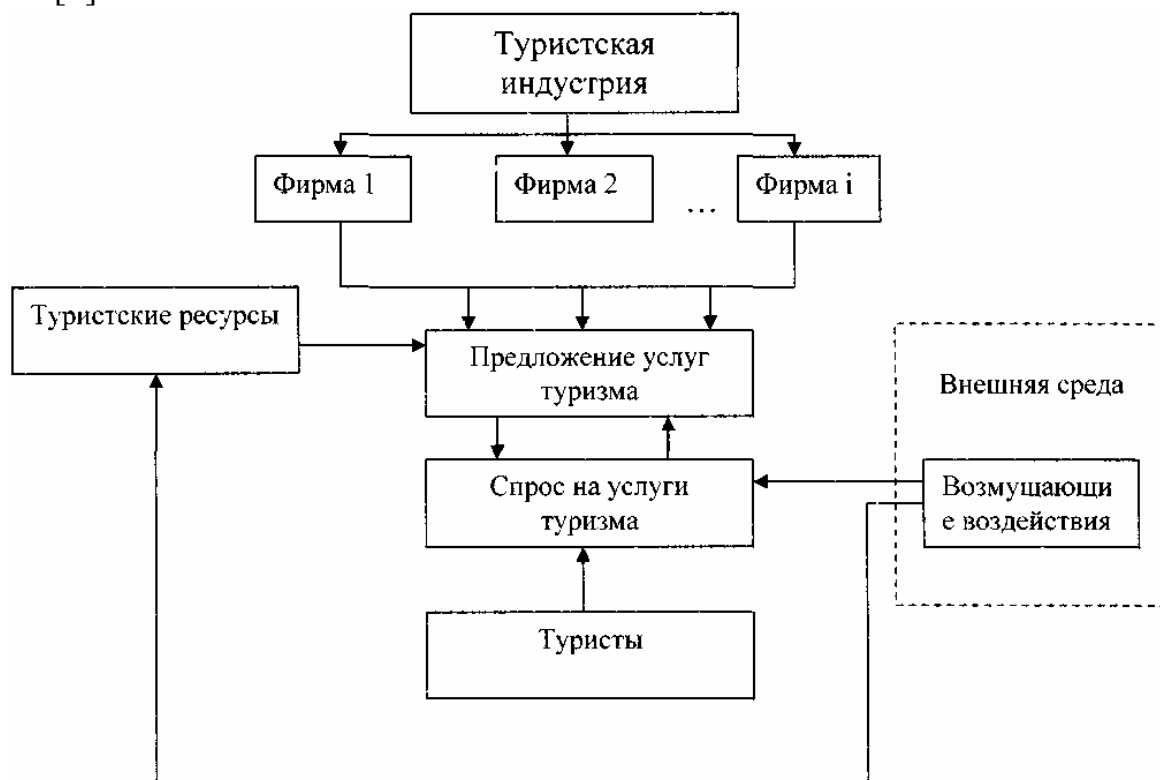 Туристская
индустрия
Фирма 1
Фирма 2
...
Фирма i
Туристские ресурсы
Предложение услуг
туризма
Внешняя среда
Спрос на услуги
туризма
Возмущающи
е воздействия
Туристы